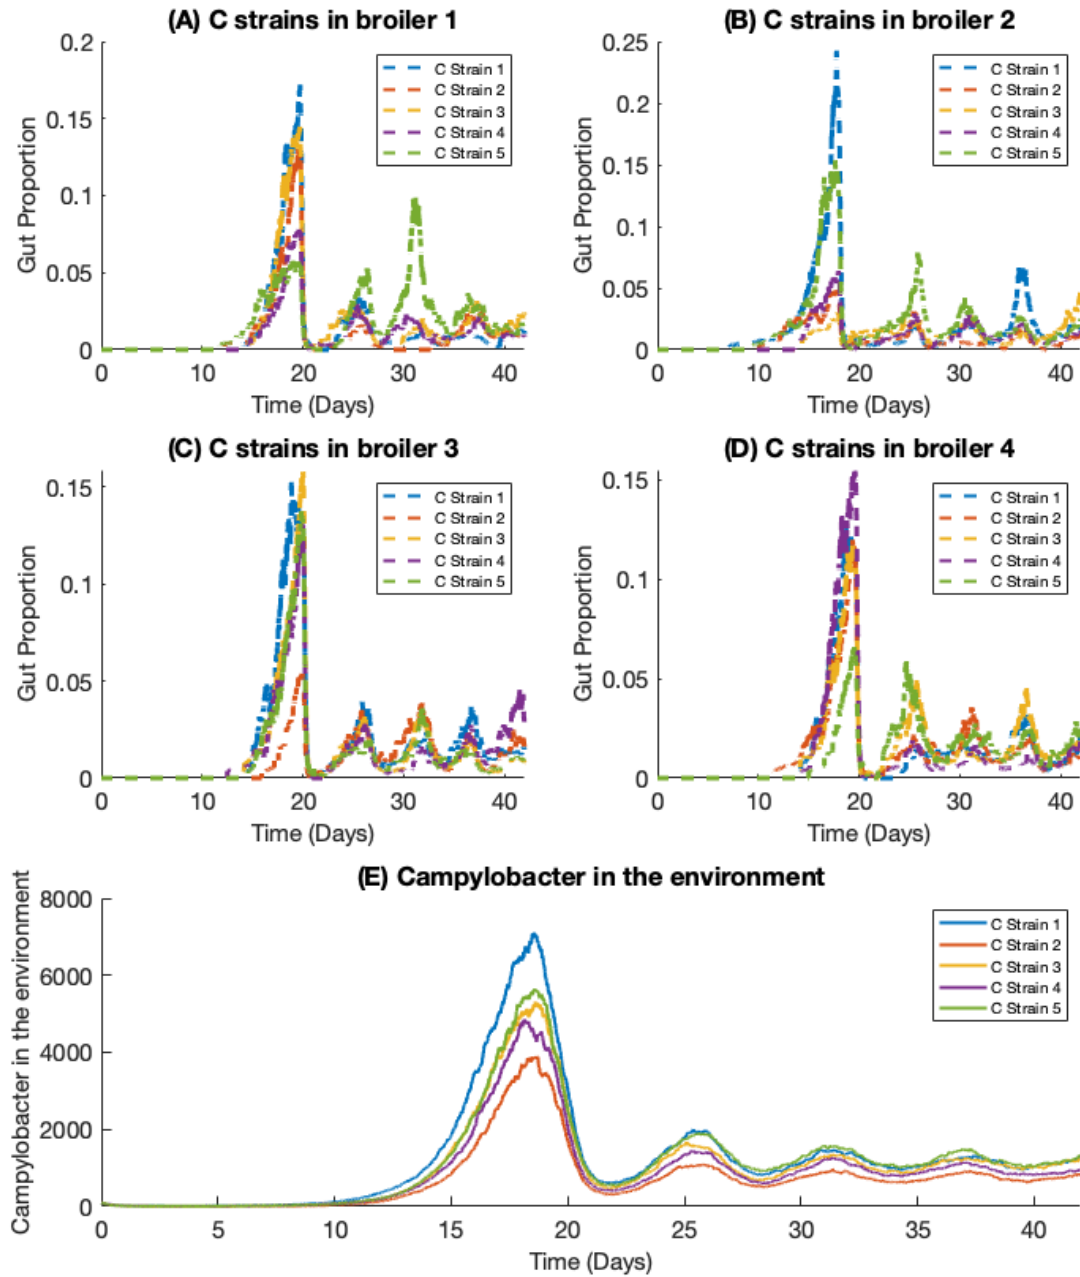 (A) C strains in broiler 1
Gut Proportion
0.2
0.15
0.1
0.05
0
C Strain 1
C Strain 2
C Strain 3
C Strain 4
C Strain 5
0 10 20 30 40
Time (Days)
(B) C strains in broiler 2
Gut Proportion
0.25
0.2
0.15
0.1
0.05
0
C Strain 1
C Strain 2
C Strain 3
C Strain 4
C Strain 5
0 10 20 30 40
Time (Days)
(C) C strains in broiler 3
Gut Proportion
0.15
0.1
0.05
0
C Strain 1
C Strain 2
C Strain 3
C Strain 4
C Strain 5
0 10 20 30 40
Time (Days)
(D) C strains in broiler 4
Gut Proportion
0.15
0.1
0.05
0
C Strain 1
C Strain 2
C Strain 3
C Strain 4
C Strain 5
0 10 20 30 40
Time (Days)
(E) Campylobacter in the environment
Campylobacter in the environment
8000
6000
4000
2000
0
C Strain 1
C Strain 2
C Strain 3
C Strain 4
C Strain 5
0 5 10 15 20 25 30 35 40
Time (Days)